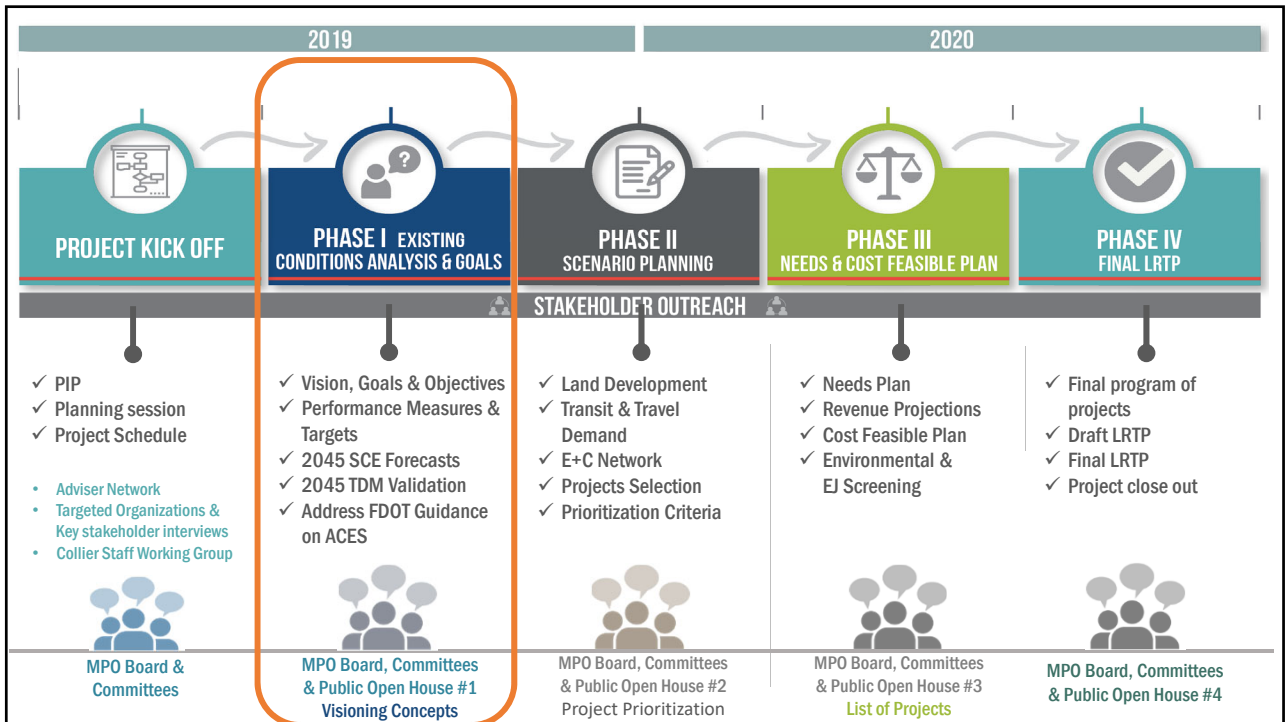 2019
2020
?
PROJECT KICK OFF
PHASE I EXISTING
CONDITIONS ANALYSIS & GOALS
PHASE II
SCENARIO PLANNING
PHASE III
NEEDS & COST FEASIBLE PLAN
PHASE IV
FINAL LRTP
STAKEHOLDER OUTREACH
✓ PIP
✓ Planning session
✓ Project Schedule
• Adviser Network
• Targeted Organizations &
Key stakeholder interviews
• Collier Staff Working Group
MPO Board &
Committees
✓ Vision, Goals & Objectives
✓ Performance Measures &
Targets
✓ 2045 SCE Forecasts
✓ 2045 TDM Validation
✓ Address FDOT Guidance
on ACES
MPO Board, Committees
& Public Open House #1
Visioning Concepts
✓ Land Development
✓ Transit & Travel
Demand
✓ E+C Network
✓ Projects Selection
✓ Prioritization Criteria
MPO Board, Committees
& Public Open House #2
Project Prioritization
✓ Needs Plan
✓ Revenue Projections
✓ Cost Feasible Plan
✓ Environmental &
EJ Screening
MPO Board, Committees
& Public Open House #3
List of Projects
✓ Final program of
projects
✓ Draft LRTP
✓ Final LRTP
✓ Project close out
MPO Board, Committees
& Public Open House #4